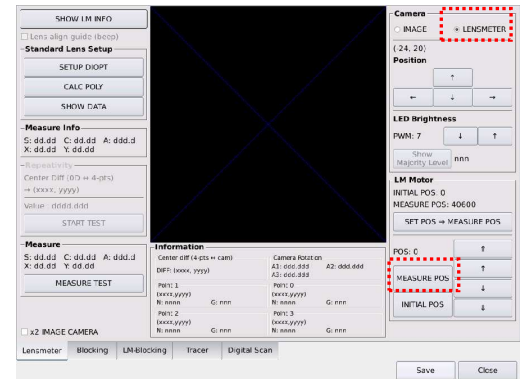 SHOW LM INFO
Lens align guide (beep)
Standard Lens Setup
SETUP DIOPT
CALC POLY
SHOW DATA
Measure Info
S: dd.dd C: dd.dd A: ddd.d
X: dd.dd Y: dd.dd
Repeativity
Center Diff (0D ↔ 4-pts)
→ (xxxx, yyyy)
Value : dddd.ddd
START TEST
Measure
S: dd.dd C: dd.dd A: ddd.d
X: dd.dd Y: dd.dd
MEASURE TEST
x2 IMAGE CAMERA
Information
Center diff (4-pts ↔ cam)
DIFF: (xxxx, yyyy)
Camera Rotation
A1: ddd.ddd A2: ddd.ddd
A3: ddd.ddd
Point 1
(xxxx,yyyy)
N: nnnn G: nnn
Point 0
(xxxx,yyyy)
N: nnnn G: nnn
Point 2
(xxxx,yyyy)
N: nnnn G: nnn
Point 3
(xxxx,yyyy)
N: nnnn G: nnn
Camera
IMAGE LENSMETER
(-24, 20)
Position
↑
← ↓ →
LED Brightness
PWM: 7 ↓ ↑
Show
Majority Level nnn
LM Motor
INITIAL POS: 0
MEASURE POS: 40600
SET POS → MEASURE POS
POS: 0 ⇑
MEASURE POS ↑
↓
INITIAL POS ⇓
Lensmeter Blocking LM-Blocking Tracer Digital Scan
Save Close